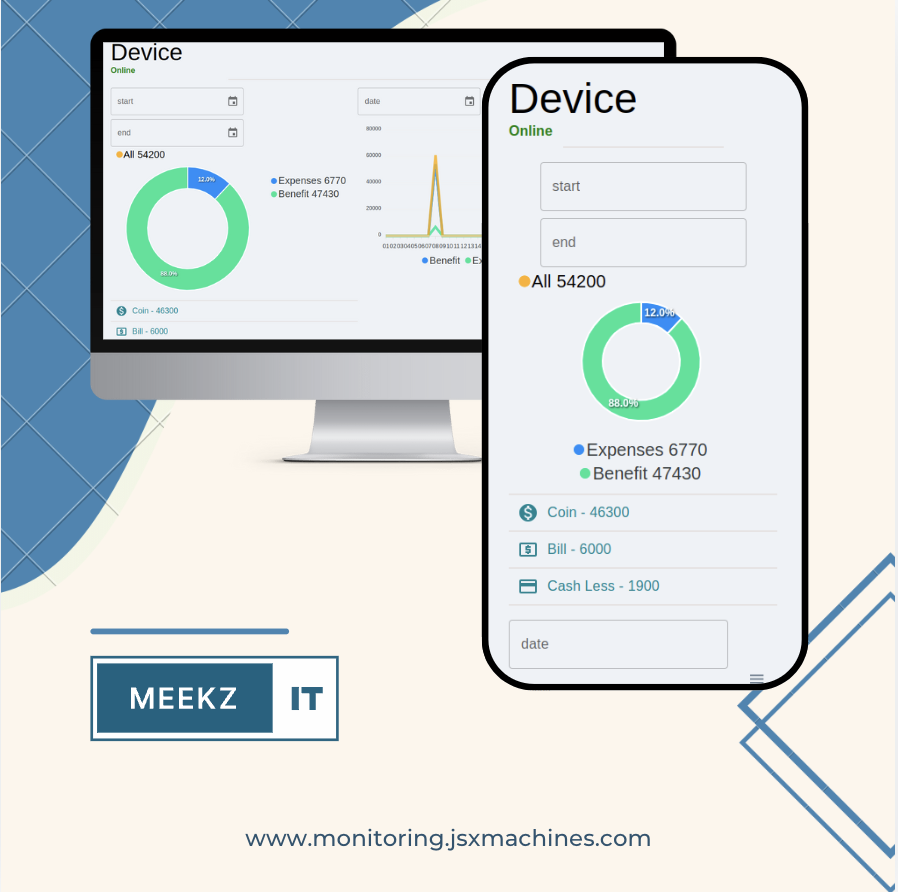 Device
Online
start
end
All 54200
12.0%
88.0%
Expenses 6770
Benefit 47430
Coin - 46300
Bill - 6000
date
80000
60000
40000
20000
0
01020304050607080910111213 14
Benefit Ex
Device
Online
start
end
All 54200
12.0%
88.0%
Expenses 6770
Benefit 47430
Coin - 46300
Bill - 6000
Cash Less - 1900
date
MEEKZ IT
www.monitoring.jsxmachines.com